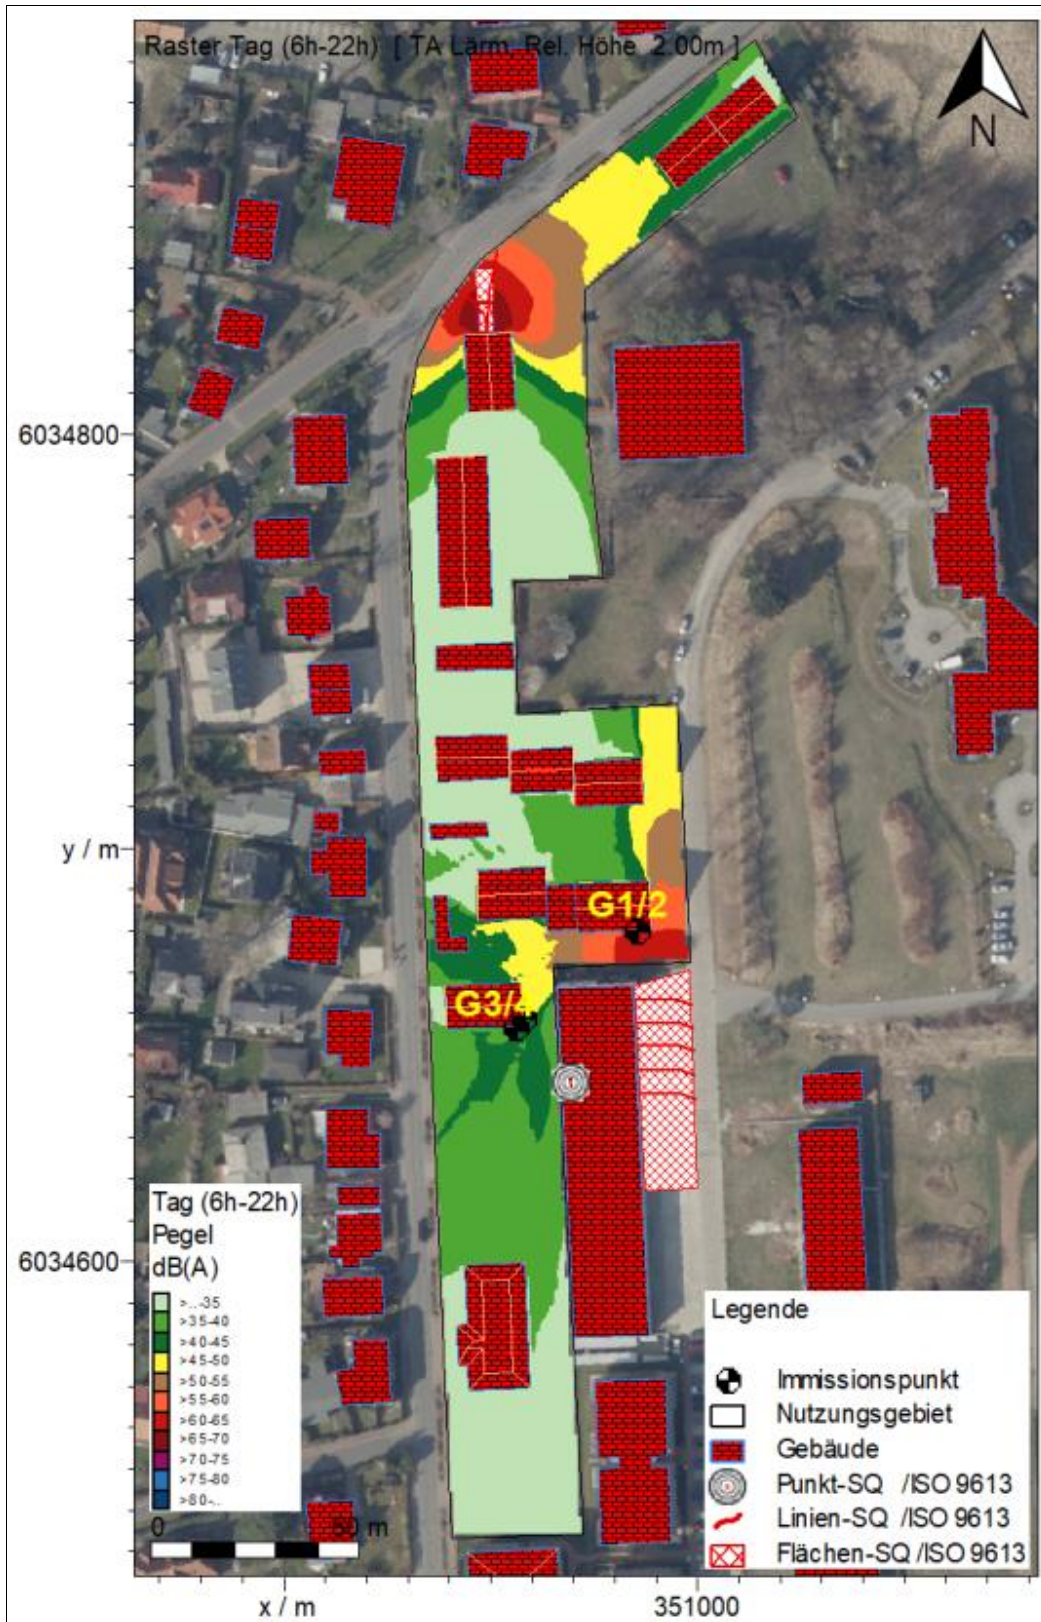 Raster Tag (6h-22h) [ TA Lärm, Rel. Höhe 2.00m ]
N
6034800
y / m
G1/2
G3/4
6034600
Tag (6h-22h)
Pegel
dB(A)
>..-35
>35-40
>40-45
>45-50
>50-55
>55-60
>60-65
>65-70
>70-75
>75-80
>80-..
0 50 m
Legende
Immissionspunkt
Nutzungsgebiet
Gebäude
Punkt-SQ /ISO 9613
Linien-SQ /ISO 9613
Flächen-SQ /ISO 9613
x / m 351000